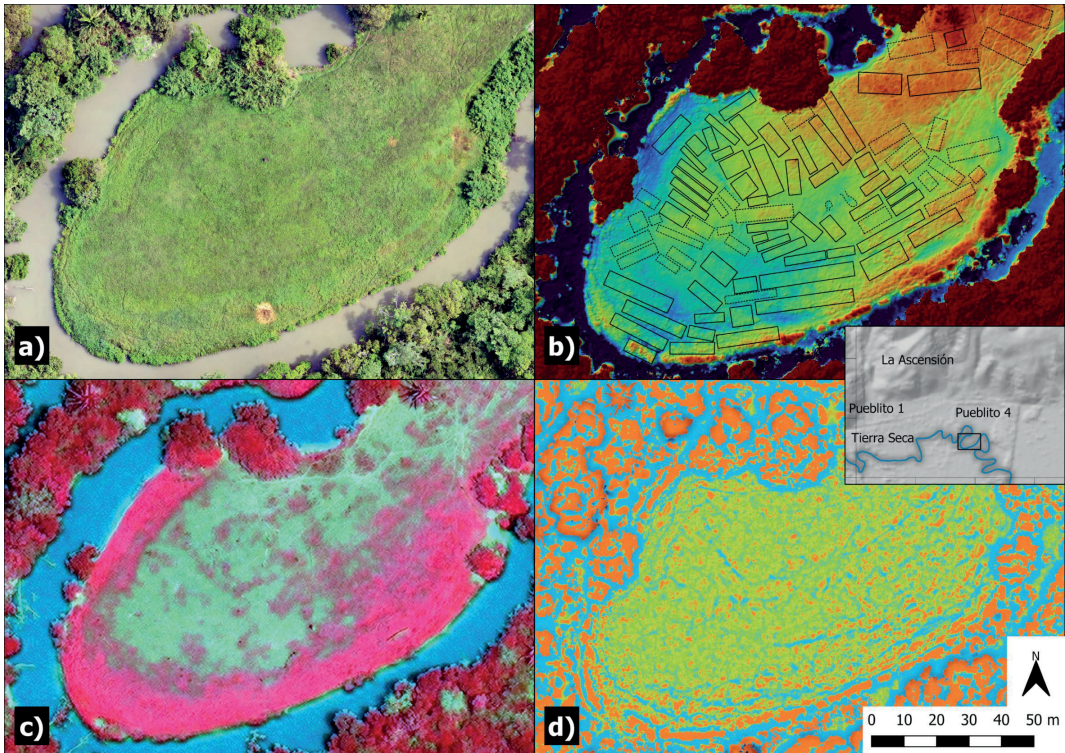 a)
b)
La Ascensión
Pueblito 1
Pueblito 4
Tierra Seca
c)
d)
N
0 10 20 30 40 50 m